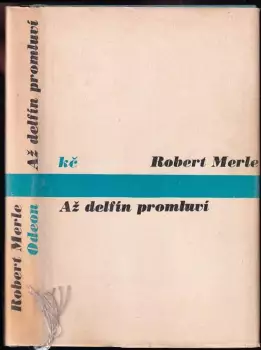 Robert Merle Odeon Až delfín promluví
kč Robert Merle
Až delfín promluví